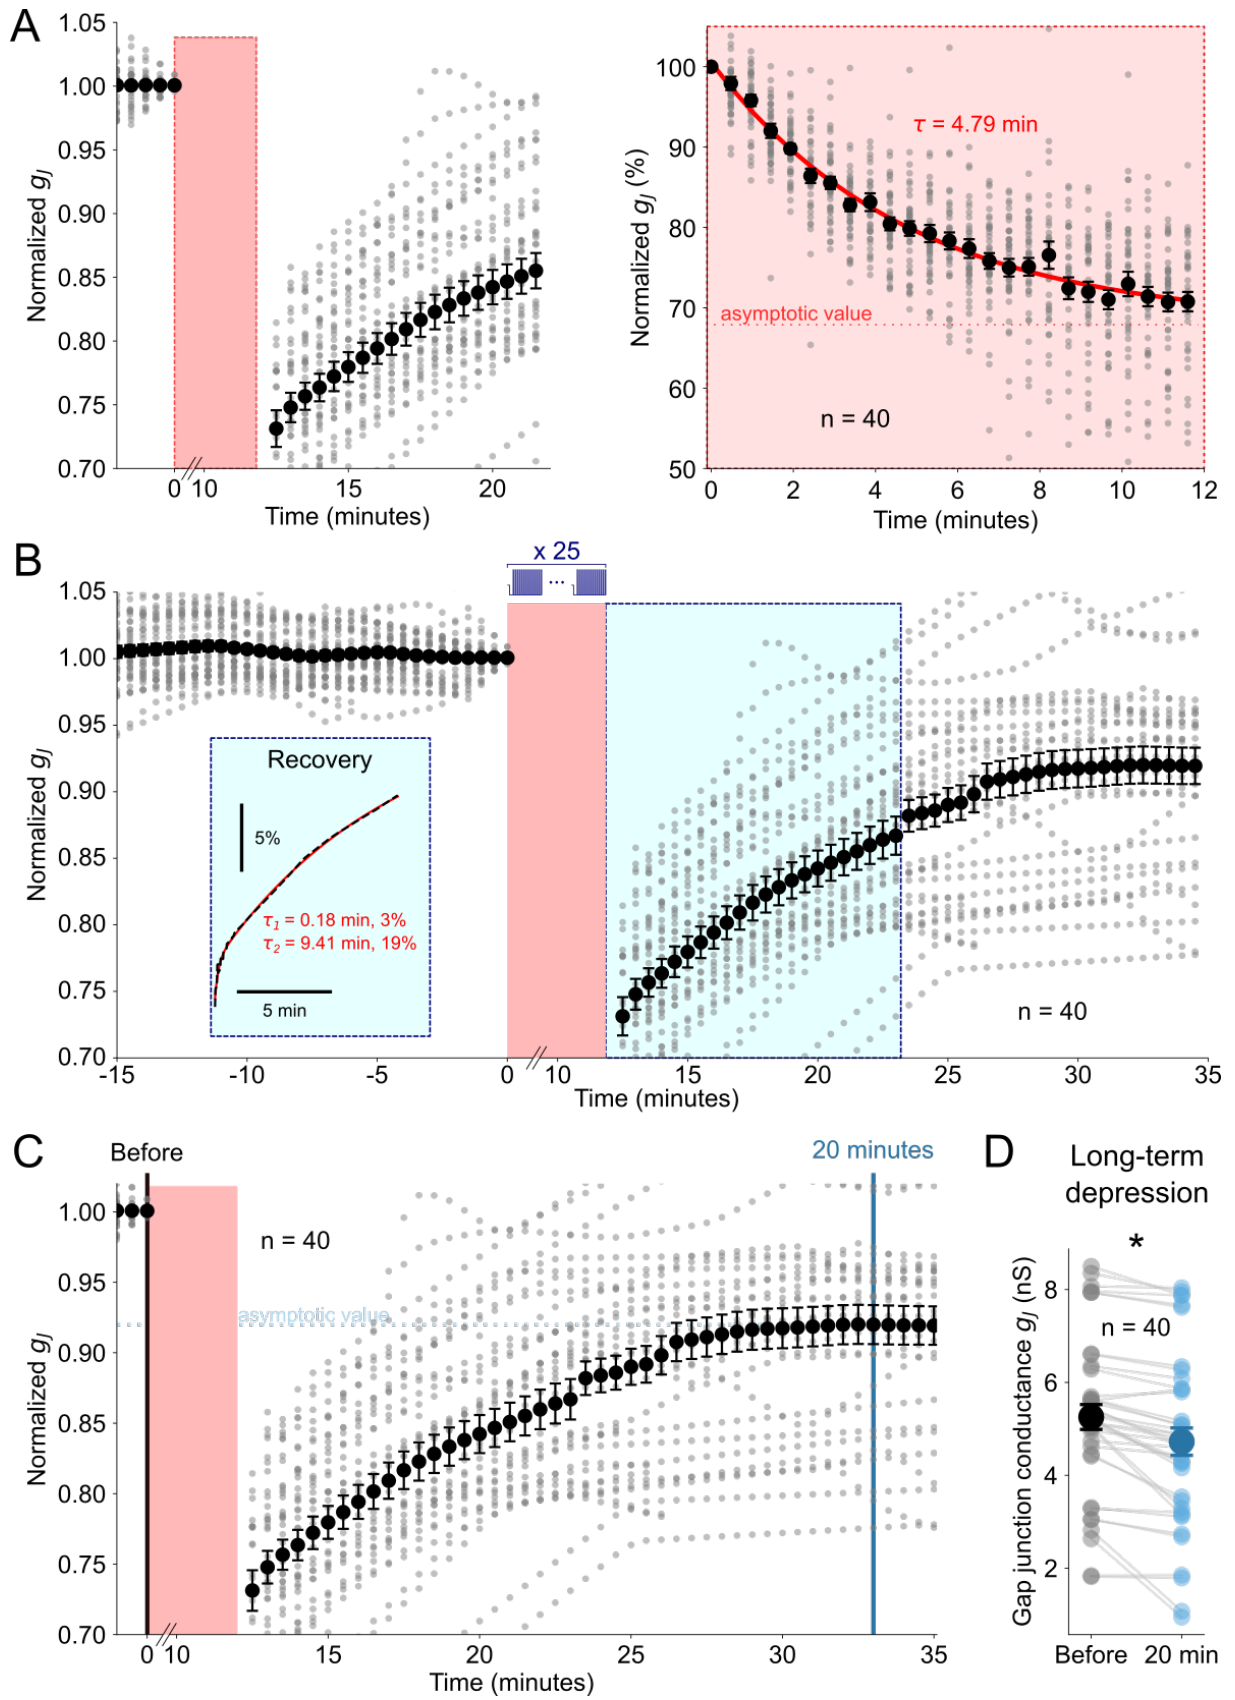 A
1.05
1.00
0.95
0.90
0.85
0.80
0.75
0.70
Normalized gJ
0 10 15 20
Time (minutes)
100
90
80
70
60
50
Normalized gJ (%)
τ = 4.79 min
asymptotic value
n = 40
0 2 4 6 8 10 12
Time (minutes)
B
x 25
...
1.05
1.00
0.95
0.90
0.85
0.80
0.75
0.70
Normalized gJ
Recovery
5%
τ1 = 0.18 min, 3%
τ2 = 9.41 min, 19%
5 min
n = 40
-15 -10 -5 0 10 15 20 25 30 35
Time (minutes)
C
Before
20 minutes
1.00
0.95
0.90
0.85
0.80
0.75
0.70
Normalized gJ
n = 40
asymptotic value
0 10 15 20 25 30 35
Time (minutes)
D
Long-term
depression
*
n = 40
8
6
4
2
Gap junction conductance gJ (nS)
Before 20 min